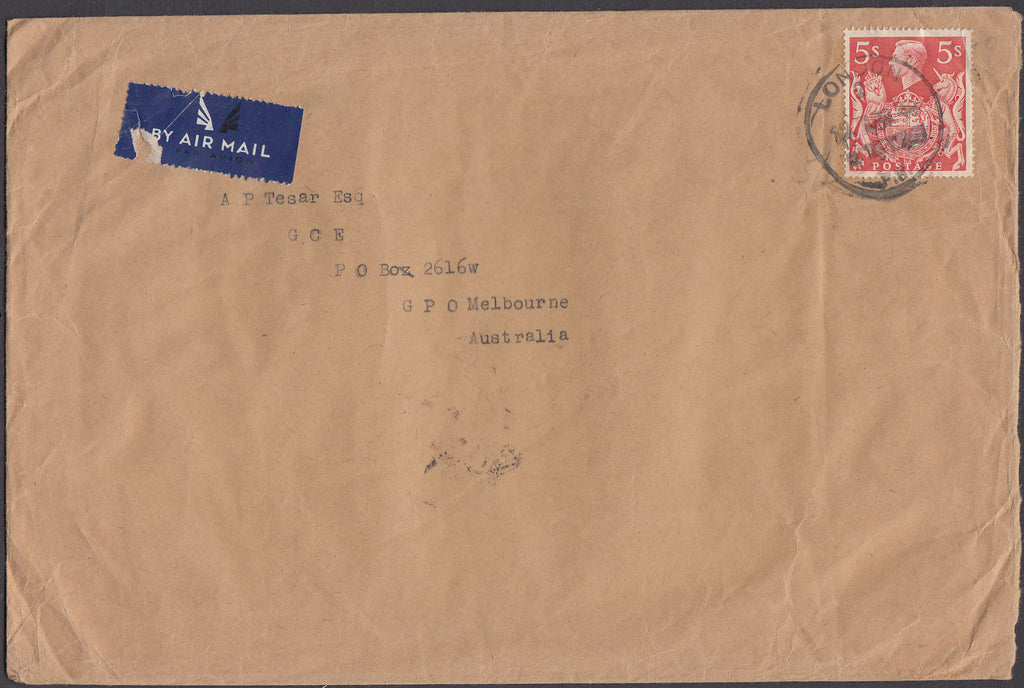 5S 5S
POSTAGE
LONDON
BY AIR MAIL
PAR AVION
A P Tesar Esq
G C E
P O Box 2616w
G P O Melbourne
Australia